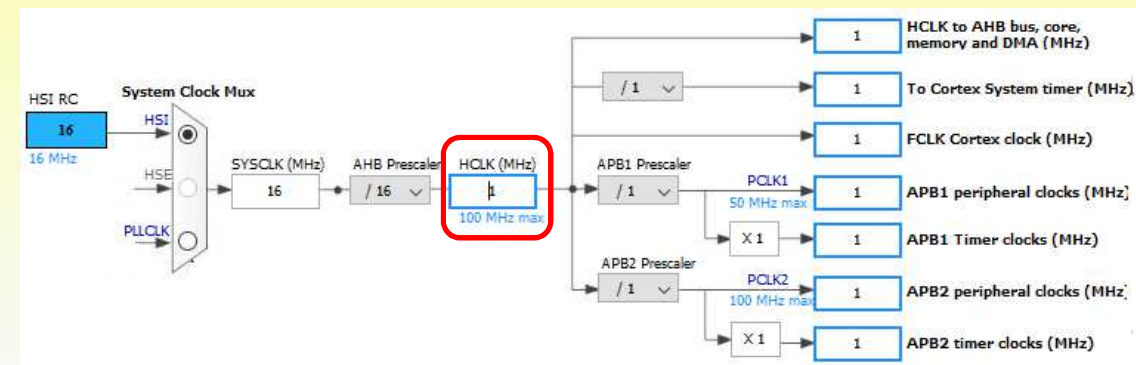 HCLK to AHB bus, core,
memory and DMA (MHz)
1
/ 1
1
To Cortex System timer (MHz)
HSI RC
16
16 MHz
System Clock Mux
HSI
HSE
PLLCLK
SYSCLK (MHz)
16
AHB Prescaler
/ 16
HCLK (MHz)
1
100 MHz max
1
FCLK Cortex clock (MHz)
APB1 Prescaler
/ 1
PCLK1
50 MHz max
1
APB1 peripheral clocks (MHz)
X 1
1
APB1 Timer clocks (MHz)
APB2 Prescaler
/ 1
PCLK2
100 MHz max
1
APB2 peripheral clocks (MHz)
X 1
1
APB2 timer clocks (MHz)